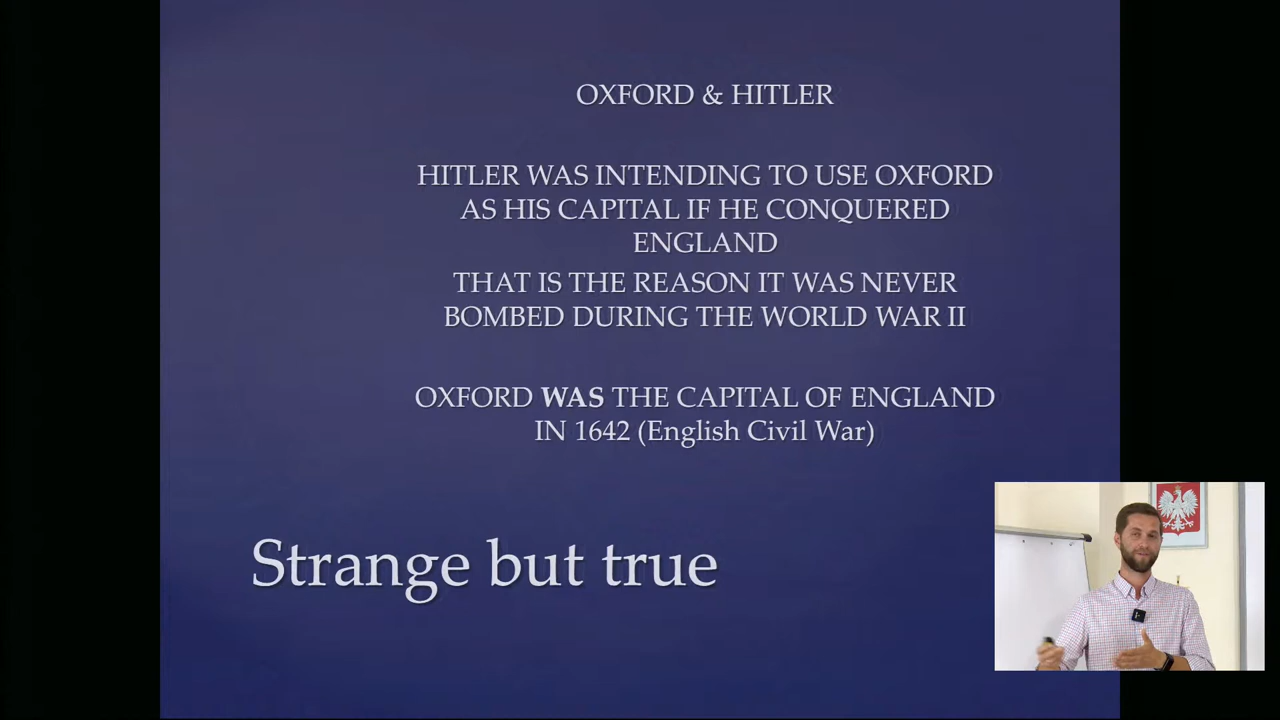 OXFORD & HITLER
HITLER WAS INTENDING TO USE OXFORD
AS HIS CAPITAL IF HE CONQUERED
ENGLAND
THAT IS THE REASON IT WAS NEVER
BOMBED DURING THE WORLD WAR II
OXFORD WAS THE CAPITAL OF ENGLAND
IN 1642 (English Civil War)
Strange but true